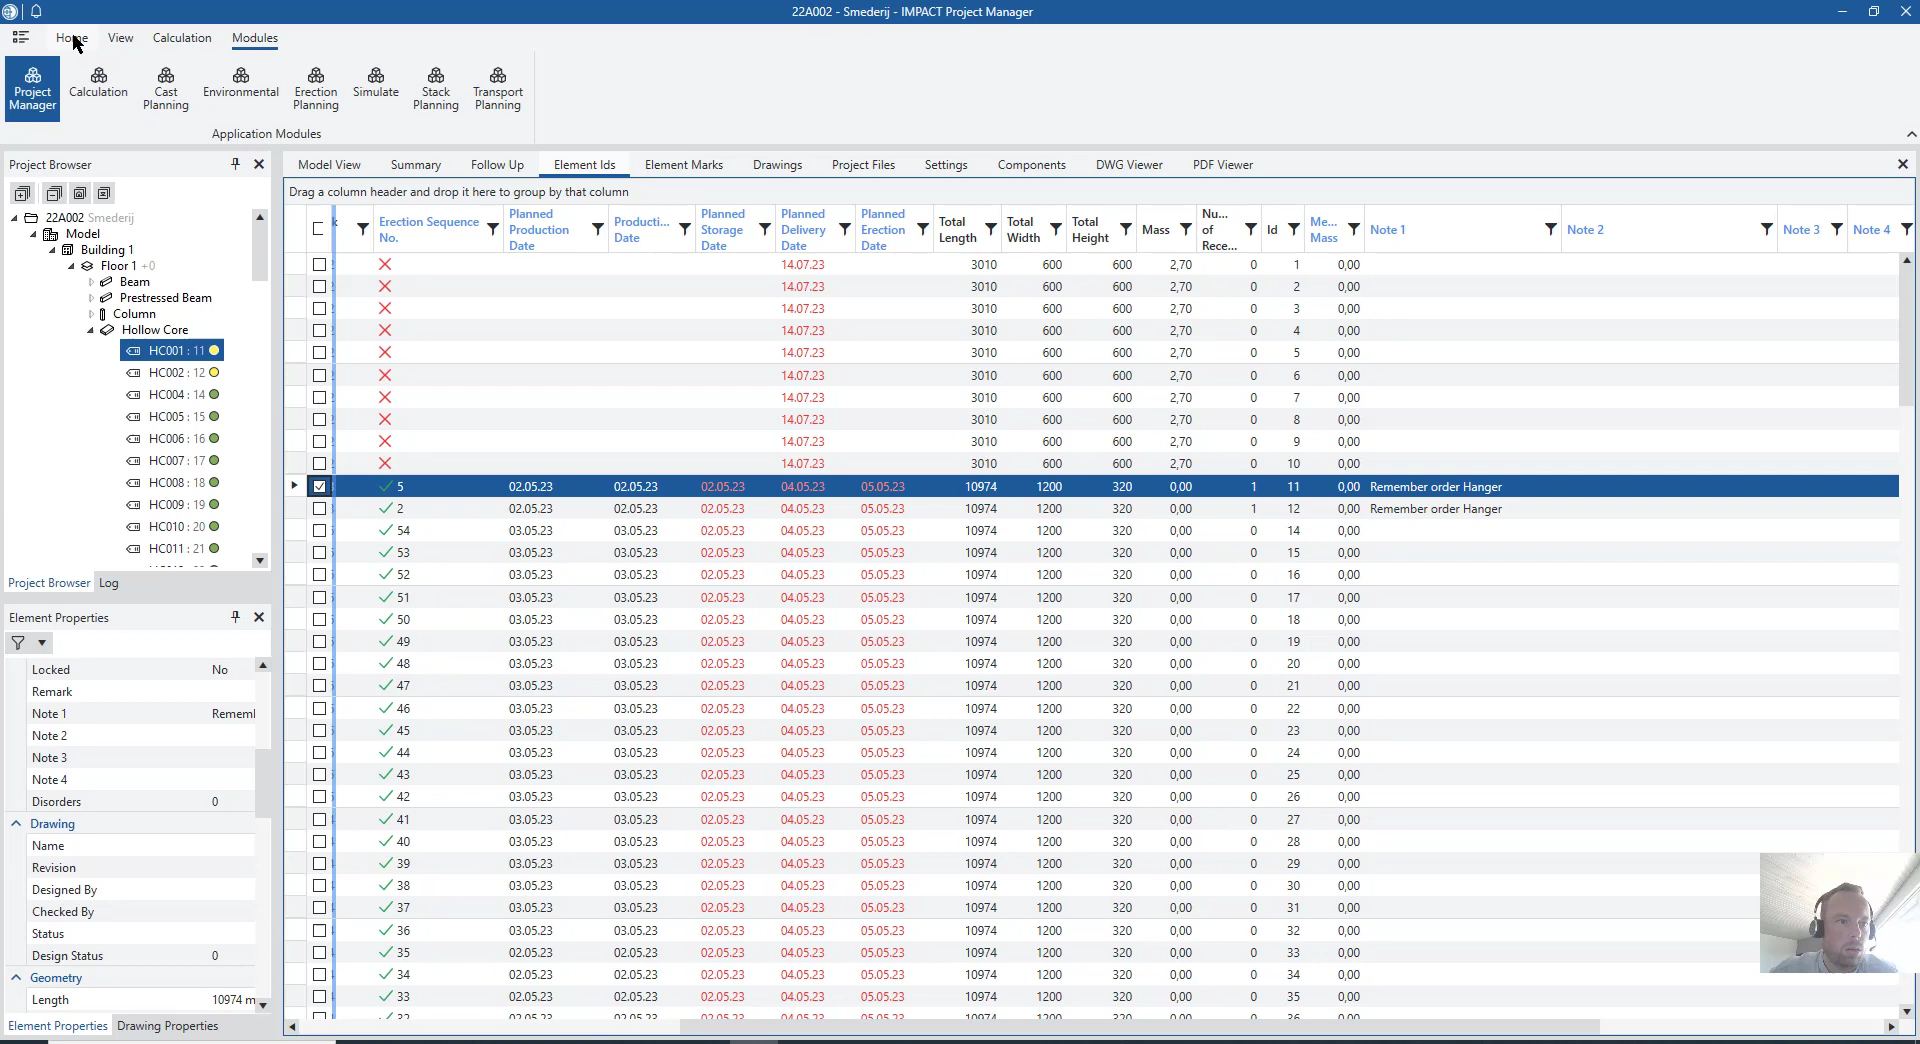 22A002 - Smederij - IMPACT Project Manager
Home View Calculation Modules
Project Manager
Calculation
Cast Planning
Environmental
Erection Planning
Simulate
Stack Planning
Transport Planning
Application Modules
Project Browser
22A002 Smederij
Model
Building 1
Floor 1 +0
Beam
Prestressed Beam
Column
Hollow Core
HC001 : 11
HC002 : 12
HC004 : 14
HC005 : 15
HC006 : 16
HC007 : 17
HC008 : 18
HC009 : 19
HC010 : 20
HC011 : 21
Project Browser Log
Element Properties
Locked No
Remark
Note 1 Rememl
Note 2
Note 3
Note 4
Disorders 0
Drawing
Name
Revision
Designed By
Checked By
Status
Design Status 0
Geometry
Length 10974 m
Element Properties Drawing Properties
Model View Summary Follow Up Element Ids Element Marks Drawings Project Files Settings Components DWG Viewer PDF Viewer
Drag a column header and drop it here to group by that column
k Erection Sequence No. Planned Production Date Producti... Date Planned Storage Date Planned Delivery Date Planned Erection Date Total Length Total Width Total Height Mass Nu... of Rece... Id Me... Mass Note 1 Note 2 Note 3 Note 4
14.07.23 3010 600 600 2,70 0 1 0,00
14.07.23 3010 600 600 2,70 0 2 0,00
14.07.23 3010 600 600 2,70 0 3 0,00
14.07.23 3010 600 600 2,70 0 4 0,00
14.07.23 3010 600 600 2,70 0 5 0,00
14.07.23 3010 600 600 2,70 0 6 0,00
14.07.23 3010 600 600 2,70 0 7 0,00
14.07.23 3010 600 600 2,70 0 8 0,00
14.07.23 3010 600 600 2,70 0 9 0,00
14.07.23 3010 600 600 2,70 0 10 0,00
5 02.05.23 02.05.23 02.05.23 04.05.23 05.05.23 10974 1200 320 0,00 1 11 0,00 Remember order Hanger
2 02.05.23 02.05.23 02.05.23 04.05.23 05.05.23 10974 1200 320 0,00 1 12 0,00 Remember order Hanger
54 03.05.23 03.05.23 02.05.23 04.05.23 05.05.23 10974 1200 320 0,00 0 14 0,00
53 03.05.23 03.05.23 02.05.23 04.05.23 05.05.23 10974 1200 320 0,00 0 15 0,00
52 03.05.23 03.05.23 02.05.23 04.05.23 05.05.23 10974 1200 320 0,00 0 16 0,00
51 03.05.23 03.05.23 02.05.23 04.05.23 05.05.23 10974 1200 320 0,00 0 17 0,00
50 03.05.23 03.05.23 02.05.23 04.05.23 05.05.23 10974 1200 320 0,00 0 18 0,00
49 03.05.23 03.05.23 02.05.23 04.05.23 05.05.23 10974 1200 320 0,00 0 19 0,00
48 03.05.23 03.05.23 02.05.23 04.05.23 05.05.23 10974 1200 320 0,00 0 20 0,00
47 03.05.23 03.05.23 02.05.23 04.05.23 05.05.23 10974 1200 320 0,00 0 21 0,00
46 03.05.23 03.05.23 02.05.23 04.05.23 05.05.23 10974 1200 320 0,00 0 22 0,00
45 03.05.23 03.05.23 02.05.23 04.05.23 05.05.23 10974 1200 320 0,00 0 23 0,00
44 03.05.23 03.05.23 02.05.23 04.05.23 05.05.23 10974 1200 320 0,00 0 24 0,00
43 03.05.23 03.05.23 02.05.23 04.05.23 05.05.23 10974 1200 320 0,00 0 25 0,00
42 03.05.23 03.05.23 02.05.23 04.05.23 05.05.23 10974 1200 320 0,00 0 26 0,00
41 03.05.23 03.05.23 02.05.23 04.05.23 05.05.23 10974 1200 320 0,00 0 27 0,00
40 03.05.23 03.05.23 02.05.23 04.05.23 05.05.23 10974 1200 320 0,00 0 28 0,00
39 03.05.23 03.05.23 02.05.23 04.05.23 05.05.23 10974 1200 320 0,00 0 29 0,00
38 03.05.23 03.05.23 02.05.23 04.05.23 05.05.23 10974 1200 320 0,00 0 30 0,00
37 03.05.23 03.05.23 02.05.23 04.05.23 05.05.23 10974 1200 320 0,00 0 31 0,00
36 03.05.23 03.05.23 02.05.23 04.05.23 05.05.23 10974 1200 320 0,00 0 32 0,00
35 02.05.23 02.05.23 02.05.23 04.05.23 05.05.23 10974 1200 320 0,00 0 33 0,00
34 02.05.23 02.05.23 02.05.23 04.05.23 05.05.23 10974 1200 320 0,00 0 34 0,00
33 02.05.23 02.05.23 02.05.23 04.05.23 05.05.23 10974 1200 320 0,00 0 35 0,00